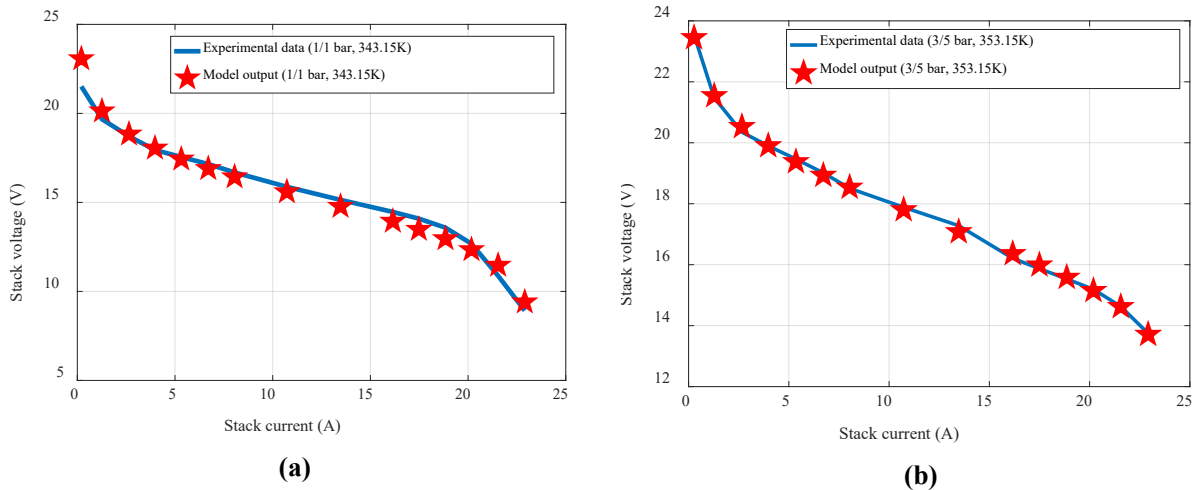 25
20
15
10
5
Stack voltage (V)
Experimental data (1/1 bar, 343.15K)
Model output (1/1 bar, 343.15K)
0 5 10 15 20 25
Stack current (A)
(a)
24
22
20
18
16
14
12
Stack voltage (V)
Experimental data (3/5 bar, 353.15K)
Model output (3/5 bar, 353.15K)
0 5 10 15 20 25
Stack current (A)
(b)